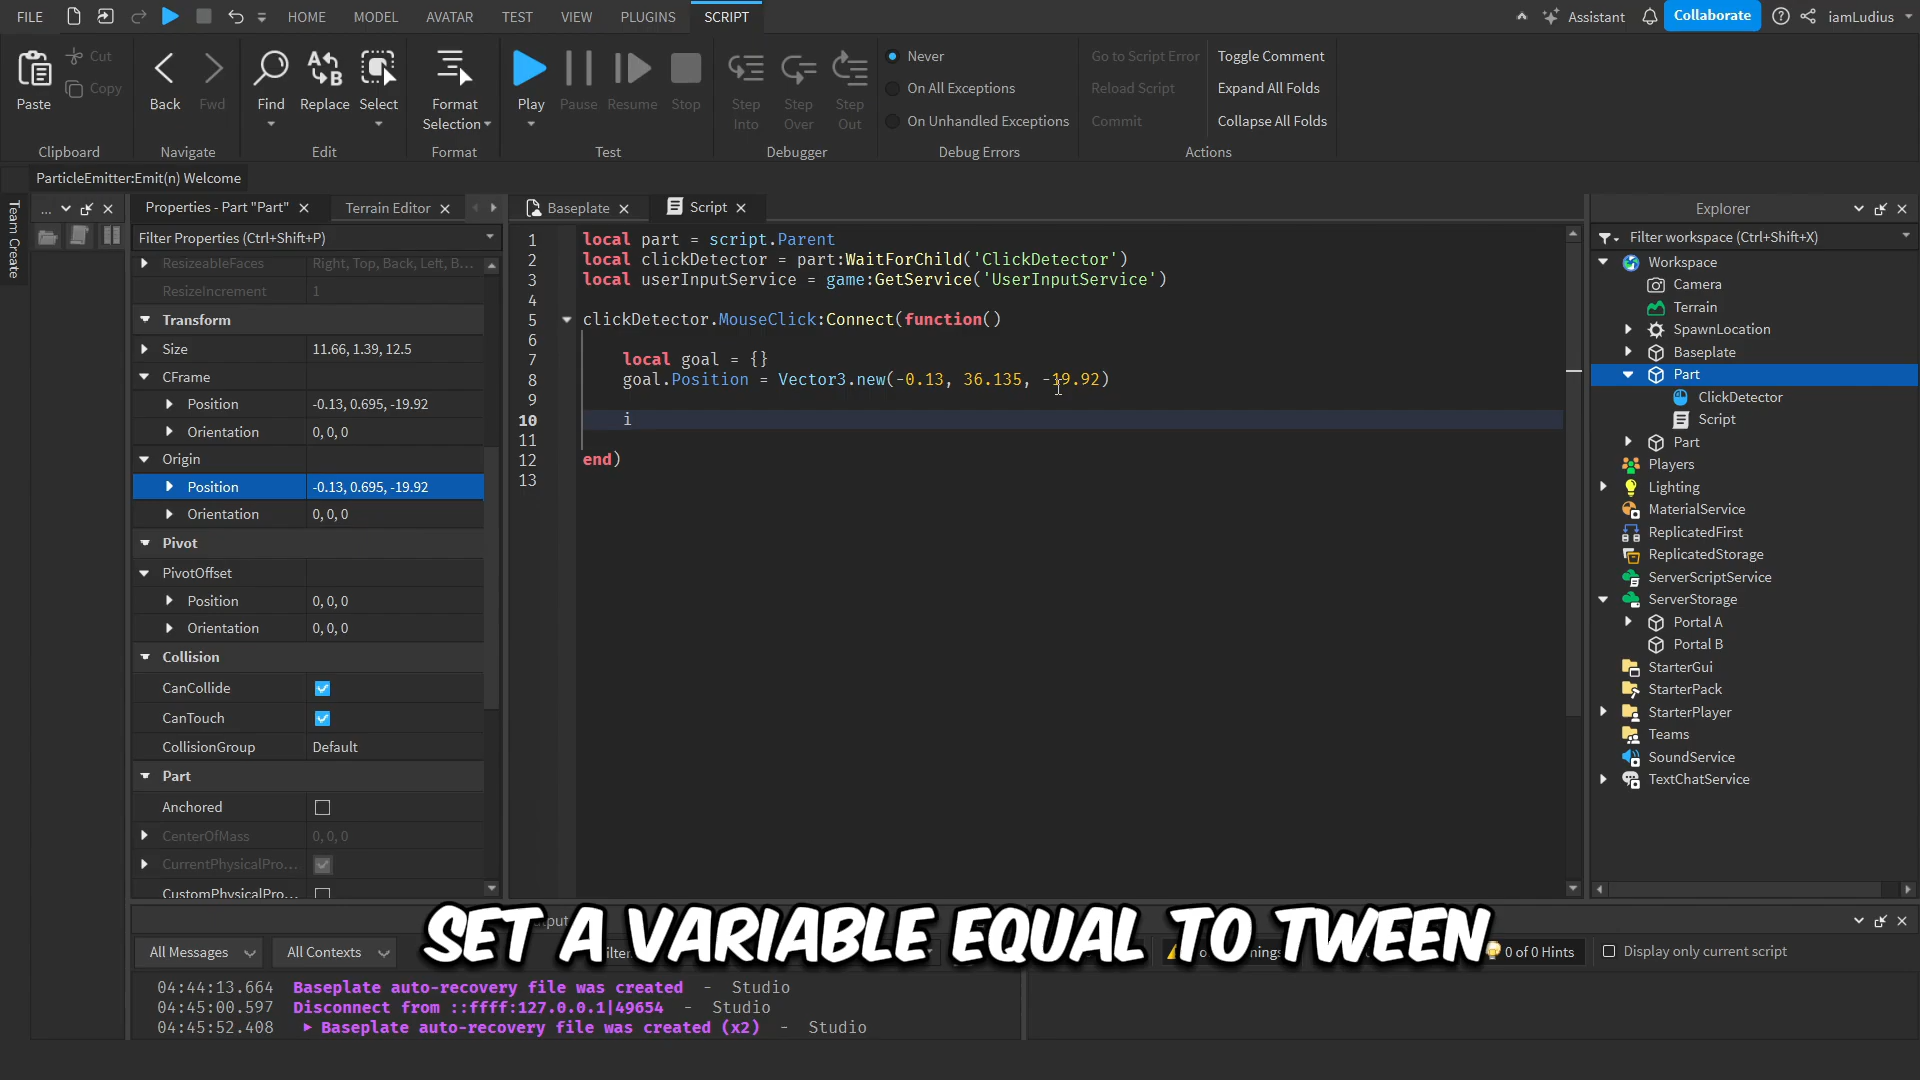 FILE HOME MODEL AVATAR TEST VIEW PLUGINS SCRIPT Assistant Collaborate iamLudius
Paste Cut Copy
Back Fwd
Find Replace Select
Format Selection
Play Pause Resume Stop
Step Into Step Over Step Out
Never
On All Exceptions
On Unhandled Exceptions
Go to Script Error
Reload Script
Commit
Toggle Comment
Expand All Folds
Collapse All Folds
Clipboard Navigate Edit Format Test Debugger Debug Errors Actions
ParticleEmitter:Emit(n) Welcome
Team Create
...
Properties - Part "Part" Terrain Editor
Filter Properties (Ctrl+Shift+P)
ResizeableFaces Right, Top, Back, Left, B...
ResizeIncrement 1
Transform
Size 11.66, 1.39, 12.5
CFrame
Position -0.13, 0.695, -19.92
Orientation 0, 0, 0
Origin
Position -0.13, 0.695, -19.92
Orientation 0, 0, 0
Pivot
PivotOffset
Position 0, 0, 0
Orientation 0, 0, 0
Collision
CanCollide
CanTouch
CollisionGroup Default
Part
Anchored
CenterOfMass 0, 0, 0
CurrentPhysicalPro...
CustomPhysicalPro...
Baseplate Script
1 local part = script.Parent
2 local clickDetector = part:WaitForChild('ClickDetector')
3 local userInputService = game:GetService('UserInputService')
4
5 clickDetector.MouseClick:Connect(function()
6
7 local goal = {}
8 goal.Position = Vector3.new(-0.13, 36.135, -19.92)
9
10 i
11
12 end)
13
Explorer
Filter workspace (Ctrl+Shift+X)
Workspace
Camera
Terrain
SpawnLocation
Baseplate
Part
ClickDetector
Script
Part
Players
Lighting
MaterialService
ReplicatedFirst
ReplicatedStorage
ServerScriptService
ServerStorage
Portal A
Portal B
StarterGui
StarterPack
StarterPlayer
Teams
SoundService
TextChatService
SET A VARIABLE EQUAL TO TWEEN
All Messages All Contexts 0 of 0 Hints Display only current script
04:44:13.664 Baseplate auto-recovery file was created - Studio
04:45:00.597 Disconnect from ::ffff:127.0.0.1|49654 - Studio
04:45:52.408 Baseplate auto-recovery file was created (x2) - Studio